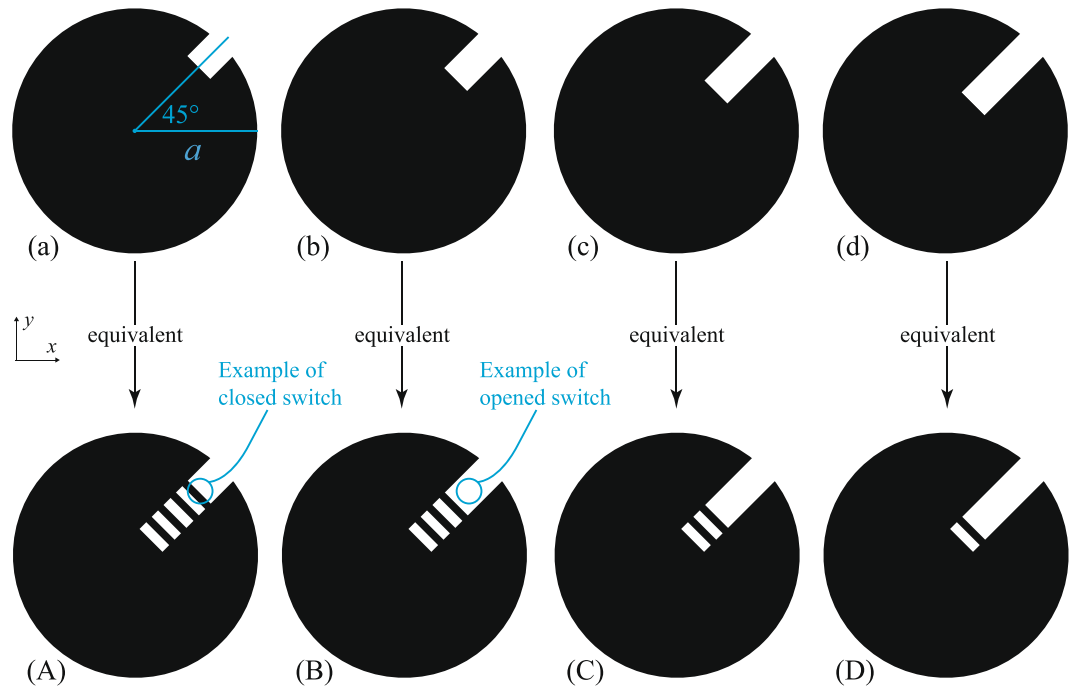 45°
a
(a)
(b)
(c)
(d)
y
x
equivalent
equivalent
equivalent
equivalent
Example of
closed switch
Example of
opened switch
(A)
(B)
(C)
(D)